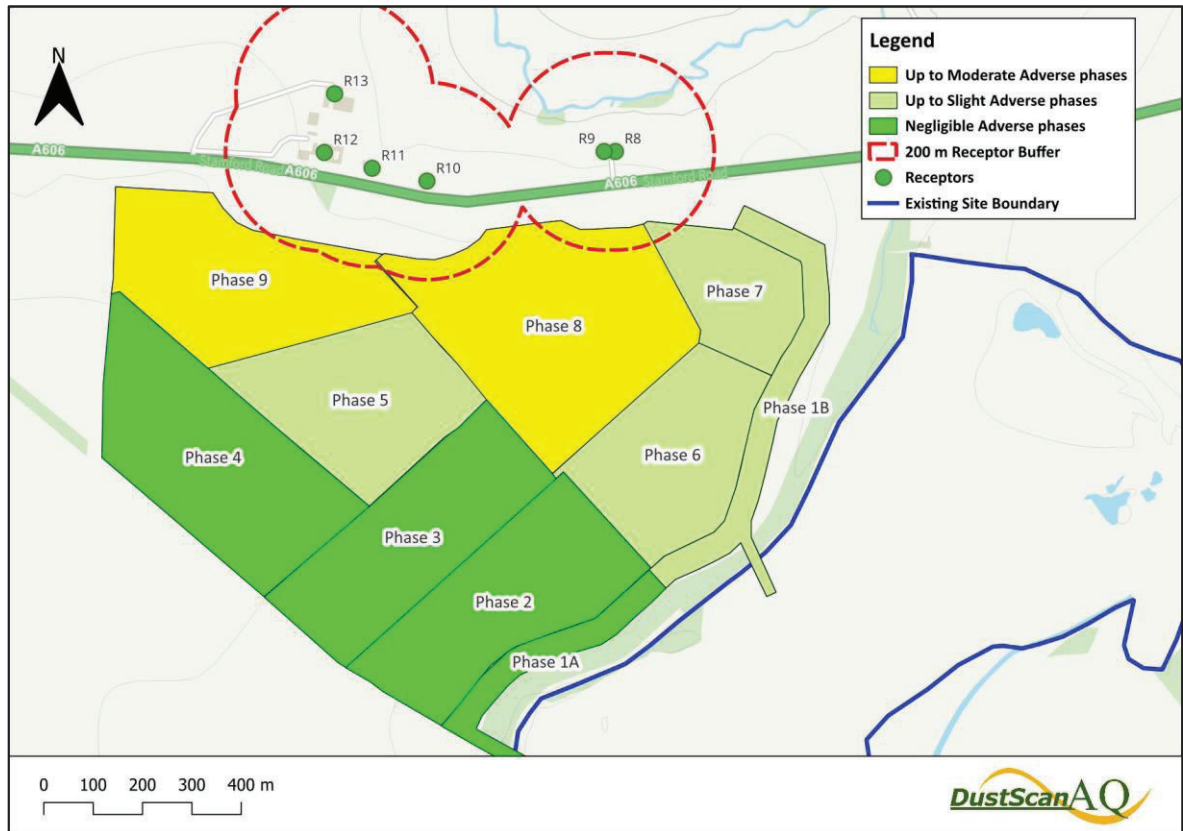 N
R13
R12
R11
R10
R9
R8
A606
Stamford Road
A606
A606
Stamford Road
Legend
Up to Moderate Adverse phases
Up to Slight Adverse phases
Negligible Adverse phases
200 m Receptor Buffer
Receptors
Existing Site Boundary
Phase 9
Phase 8
Phase 7
Phase 5
Phase 1B
Phase 4
Phase 6
Phase 3
Phase 2
Phase 1A
0 100 200 300 400 m
DustScanAQ